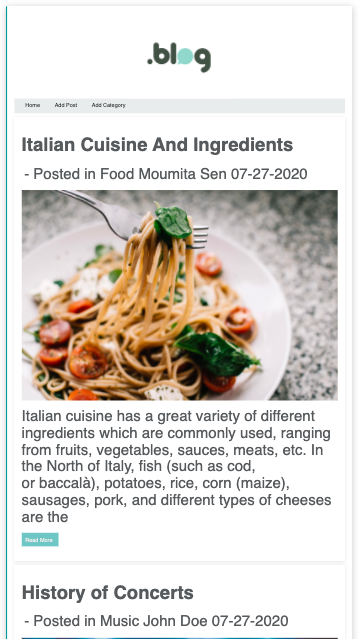 .blog
Home Add Post Add Category
Italian Cuisine And Ingredients
- Posted in Food Moumita Sen 07-27-2020
Italian cuisine has a great variety of different
ingredients which are commonly used, ranging
from fruits, vegetables, sauces, meats, etc. In
the North of Italy, fish (such as cod,
or baccalà), potatoes, rice, corn (maize),
sausages, pork, and different types of cheeses
are the
Read More
History of Concerts
- Posted in Music John Doe 07-27-2020